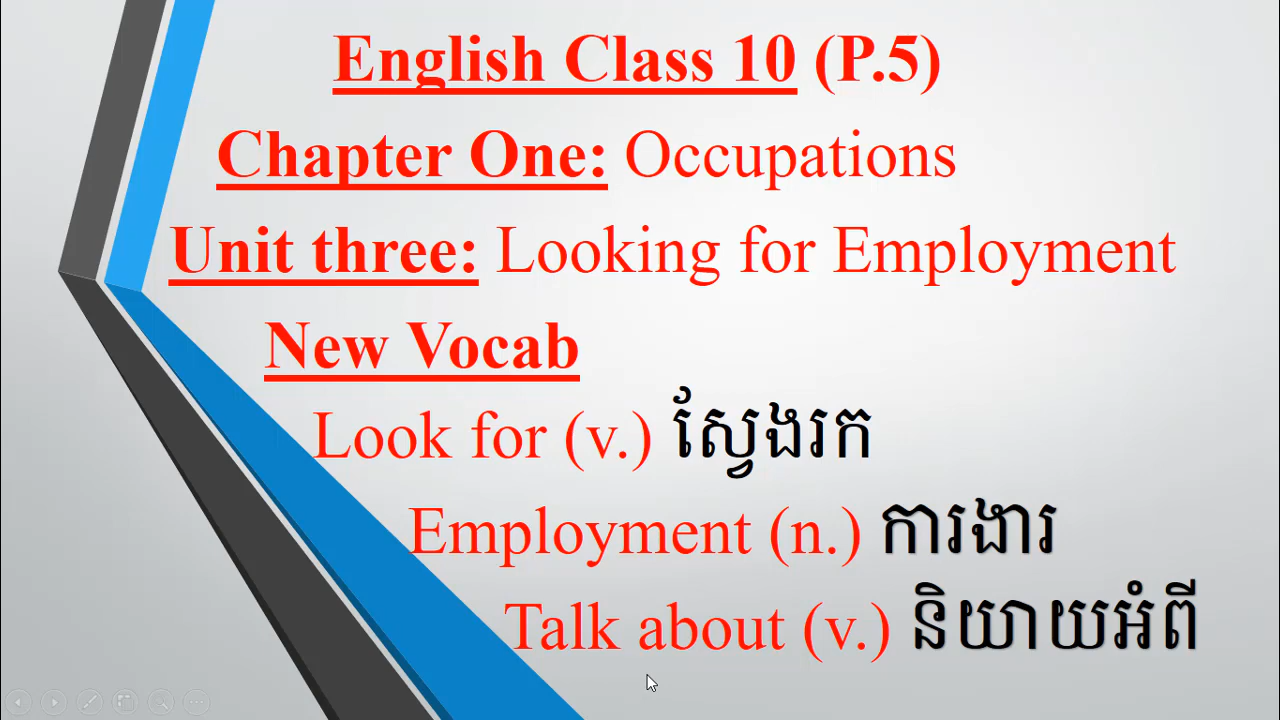 English Class 10 (P.5)
Chapter One: Occupations
Unit three: Looking for Employment
New Vocab
Look for (v.) ស្វែងរក
Employment (n.) ការងារ
Talk about (v.) និយាយអំពី